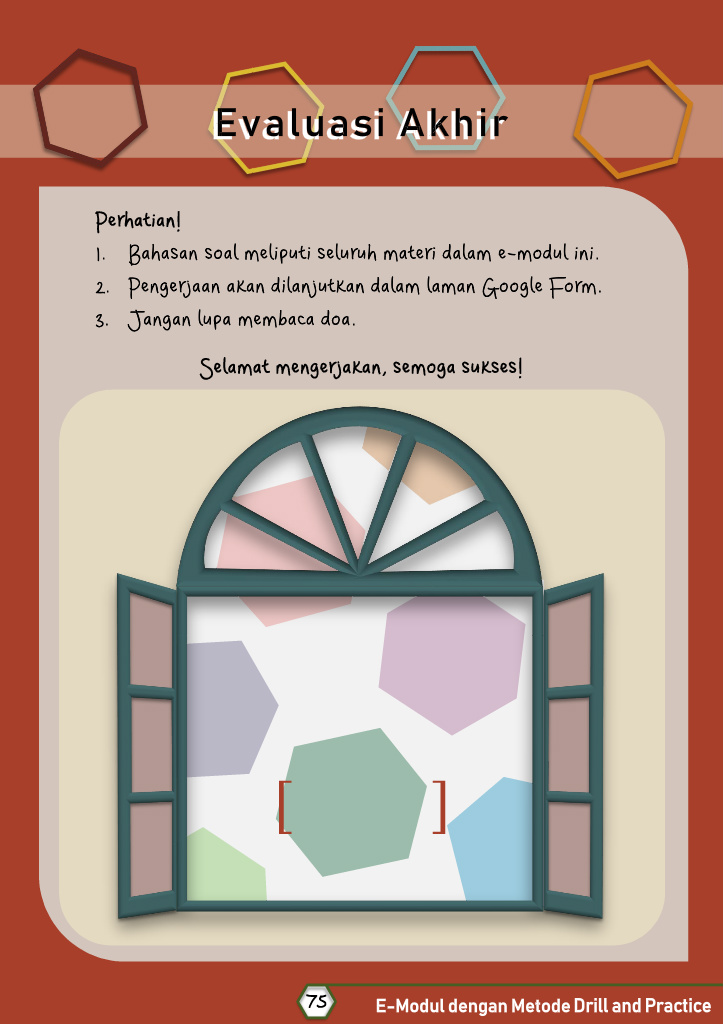 Evaluasi Akhir
Perhatian!
1. Bahasan soal meliputi seluruh materi dalam e-modul ini.
2. Pengerjaan akan dilanjutkan dalam laman Google Form.
3. Jangan lupa membaca doa.
Selamat mengerjakan, semoga sukses!
[ ]
75
E-Modul dengan Metode Drill and Practice